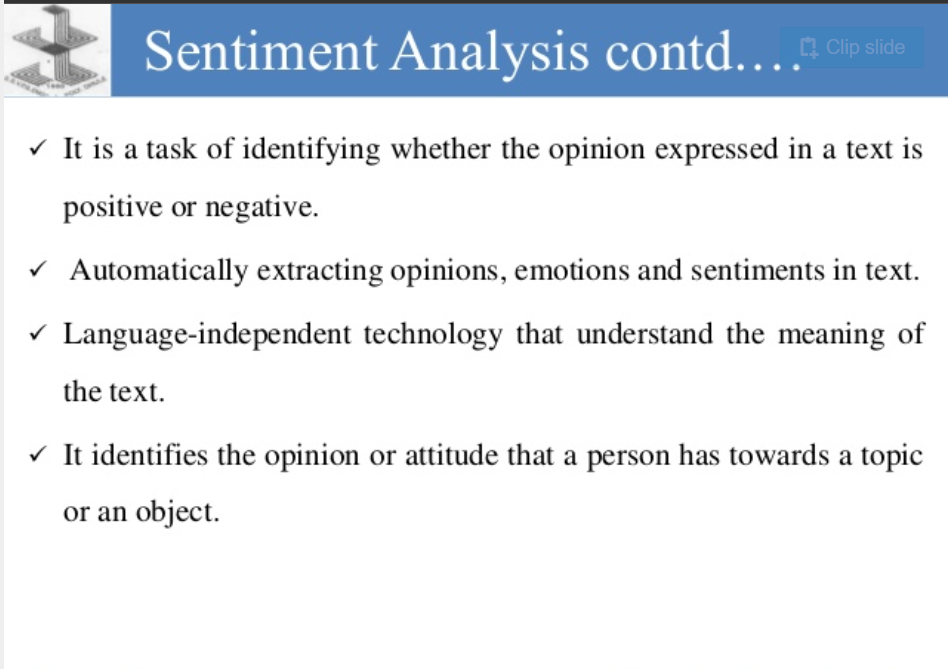 Sentiment Analysis contd....
Clip slide
✓ It is a task of identifying whether the opinion expressed in a text is
positive or negative.
✓ Automatically extracting opinions, emotions and sentiments in text.
✓ Language-independent technology that understand the meaning of
the text.
✓ It identifies the opinion or attitude that a person has towards a topic
or an object.